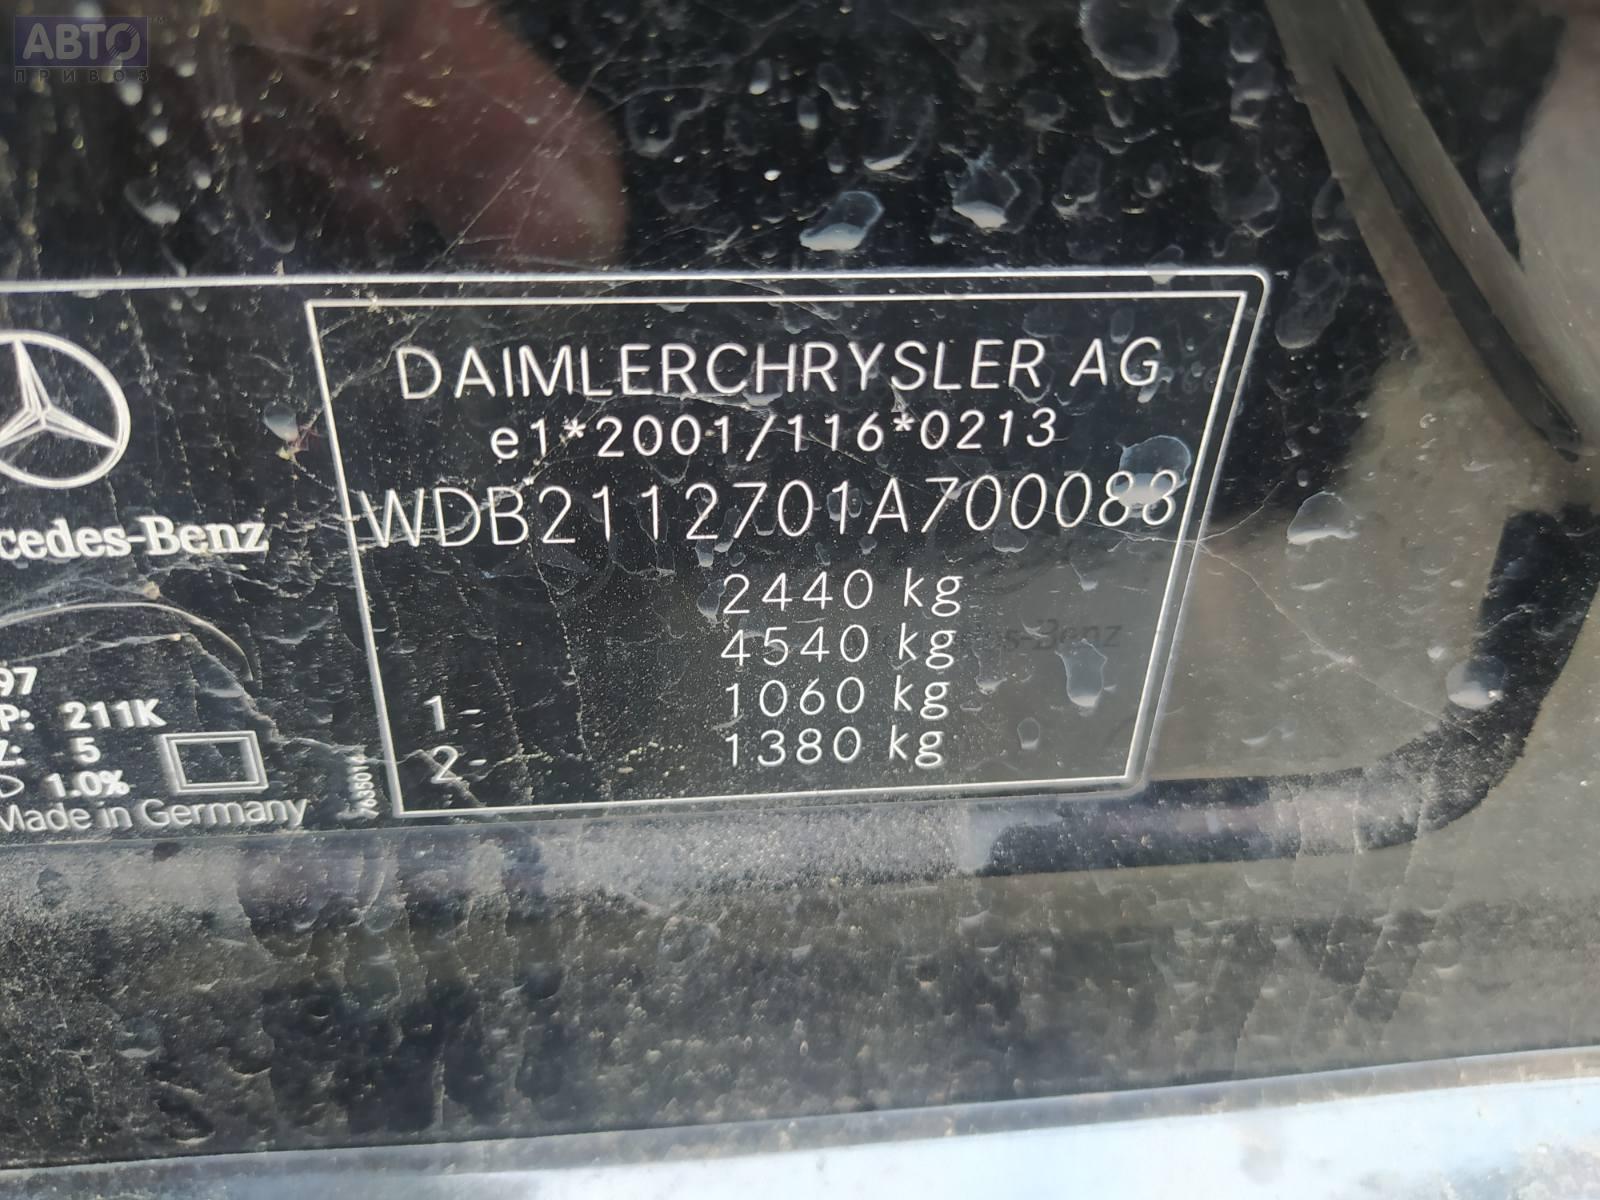 АВТО
ПРИВОЗ
DAIMLERCHRYSLER AG
e1*2001/116*0213
WDB2112701A700088
cedes-Benz
2440 kg
4540 kg
1- 1060 kg
2- 1380 kg
97
P: 211K
Z: 5
D 1.0%
Made in Germany